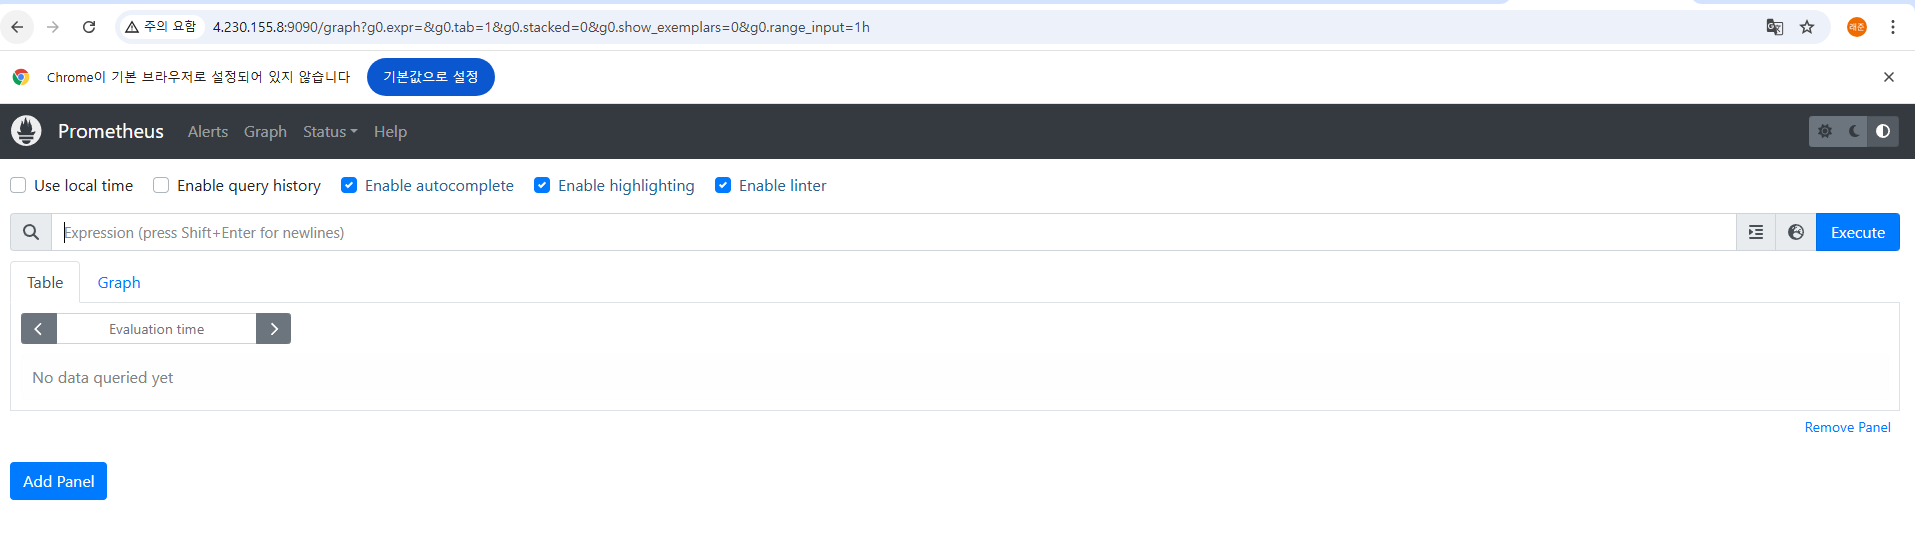 주의 요함 4.230.155.8:9090/graph?g0.expr=&g0.tab=1&g0.stacked=0&g0.show_exemplars=0&g0.range_input=1h 래준
Chrome이 기본 브라우저로 설정되어 있지 않습니다 기본값으로 설정
Prometheus Alerts Graph Status Help
Use local time Enable query history Enable autocomplete Enable highlighting Enable linter
Expression (press Shift+Enter for newlines) Execute
Table Graph
Evaluation time
No data queried yet
Remove Panel
Add Panel